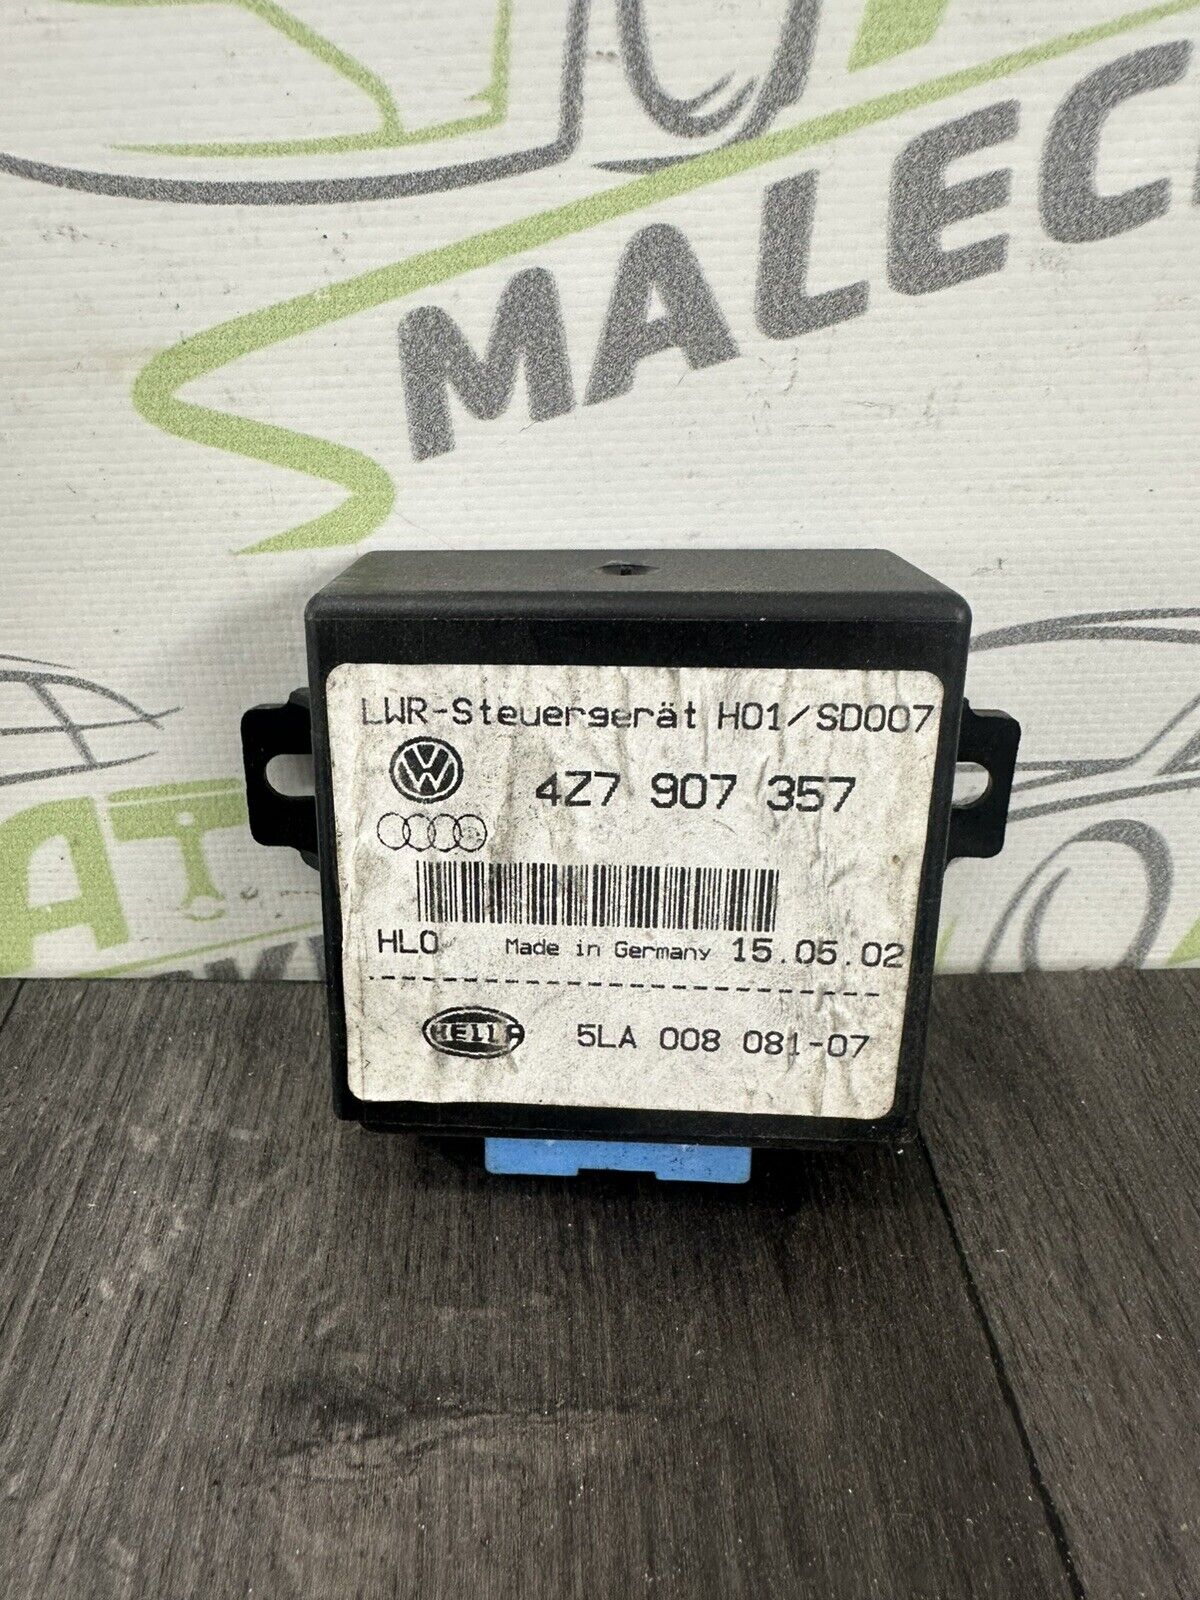 MALEC
AT
LWR-Steuergerät H01/SD007
4Z7 907 357
HLO Made in Germany 15.05.02
HELLA 5LA 008 081-07